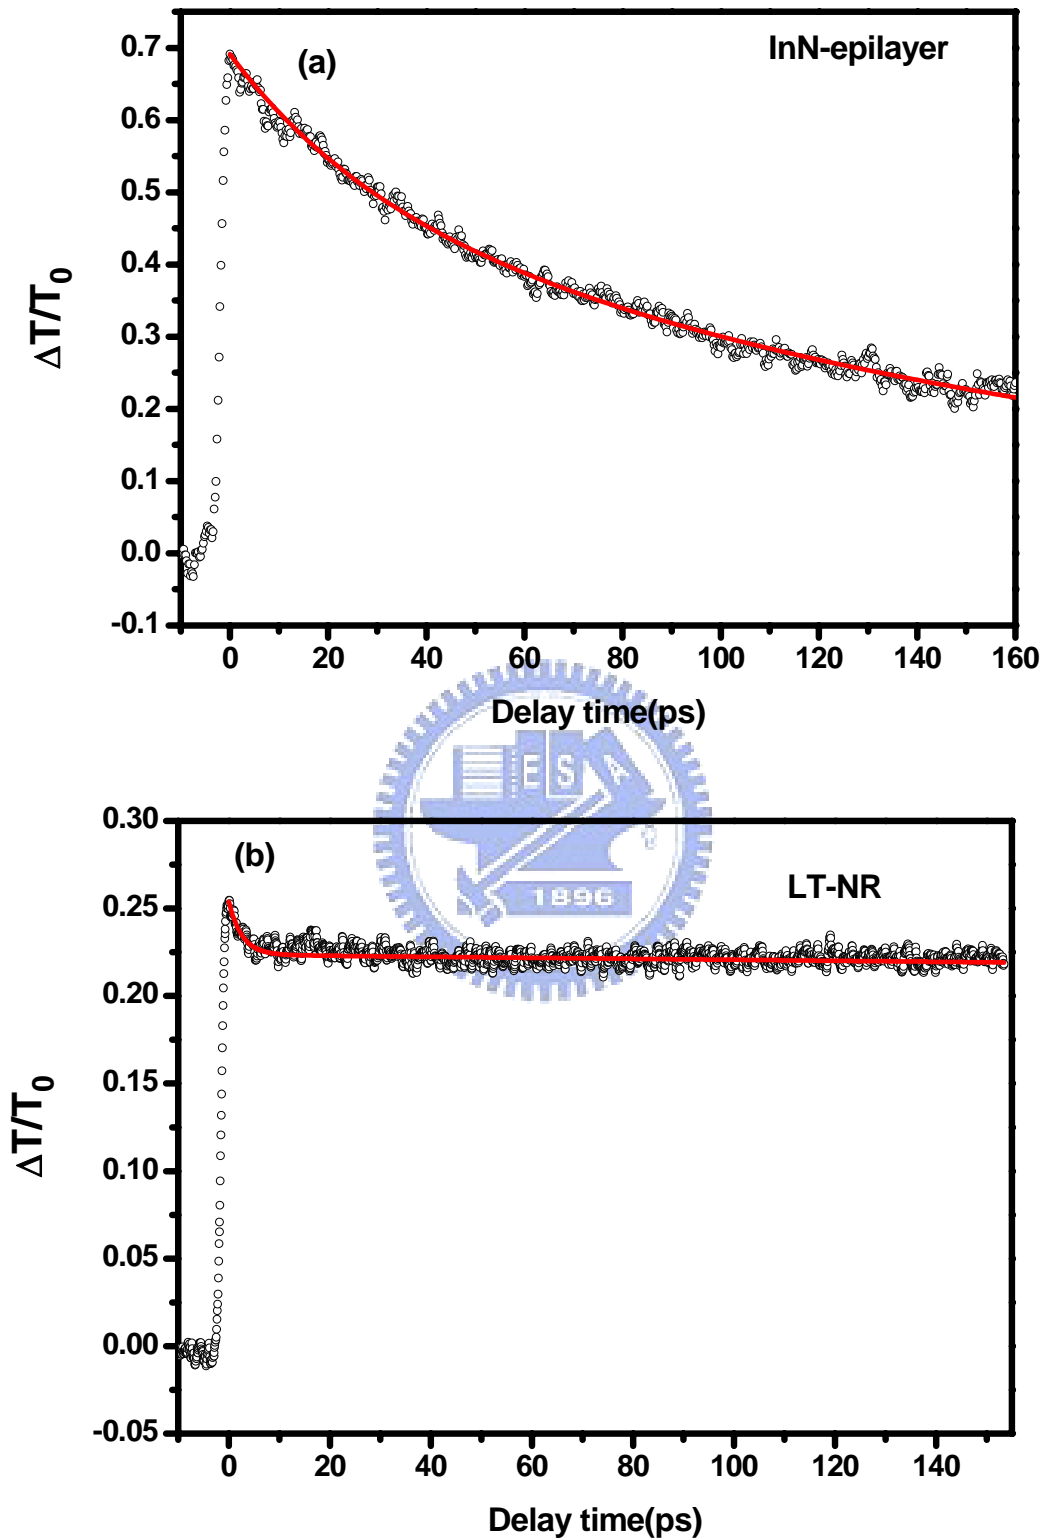 0.7
(a)
InN-epilayer
0.6
0.5
0.4
0.3
0.2
0.1
0.0
-0.1
ΔT/T₀
0 20 40 60 80 100 120 140 160
Delay time(ps)
E S A
1896
0.30
(b)
LT-NR
0.25
0.20
0.15
0.10
0.05
0.00
-0.05
ΔT/T₀
0 20 40 60 80 100 120 140
Delay time(ps)